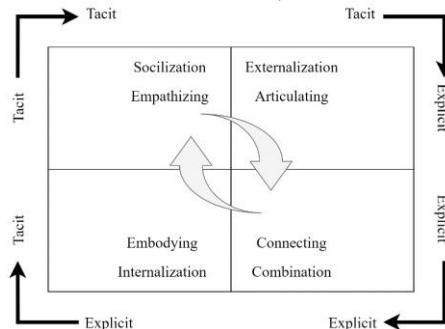 Tacit
Tacit
Socilization
Empathizing
Externalization
Articulating
Tacit
Explicit
Tacit
Explicit
Embodying
Internalization
Connecting
Combination
Explicit
Explicit